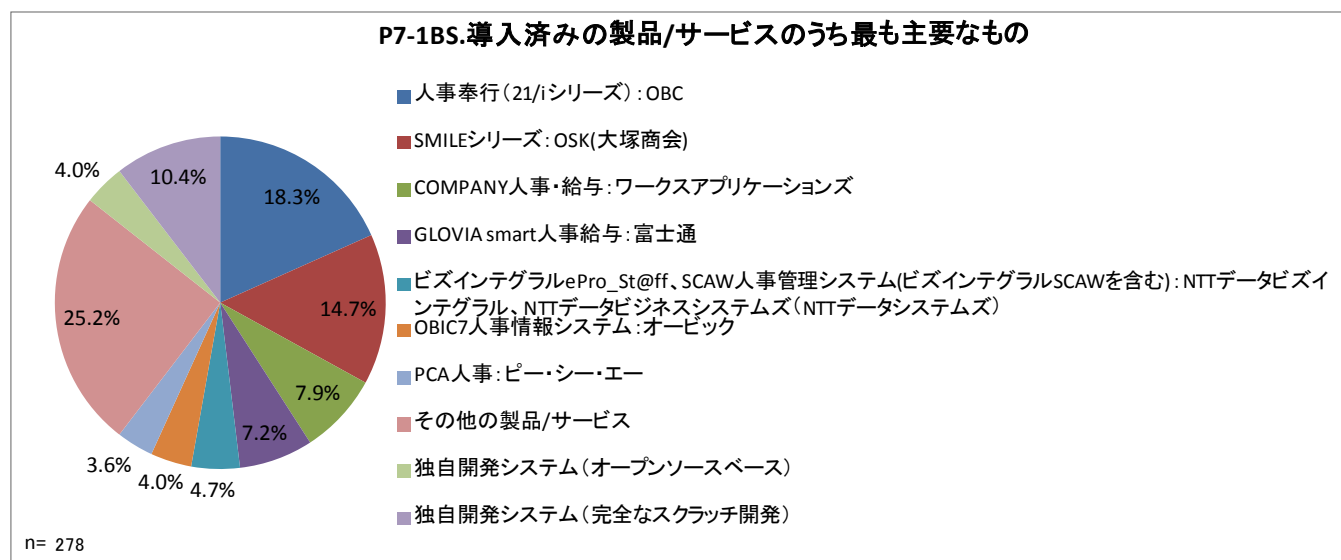 P7-1BS.導入済みの製品/サービスのうち最も主要なもの
人事奉行（21/iシリーズ）：OBC
SMILEシリーズ：OSK(大塚商会)
COMPANY人事・給与：ワークスアプリケーションズ
GLOVIA smart人事給与：富士通
ビズインテグラルePro_St@ff、SCAW人事管理システム(ビズインテグラルSCAWを含む)：NTTデータビズイ
ンテグラル、NTTデータビジネスシステムズ（NTTデータシステムズ）
OBIC7人事情報システム：オービック
PCA人事：ピー・シー・エー
その他の製品/サービス
独自開発システム（オープンソースベース）
独自開発システム（完全なスクラッチ開発）
18.3%
14.7%
7.9%
7.2%
4.7%
4.0%
3.6%
25.2%
4.0%
10.4%
n= 278